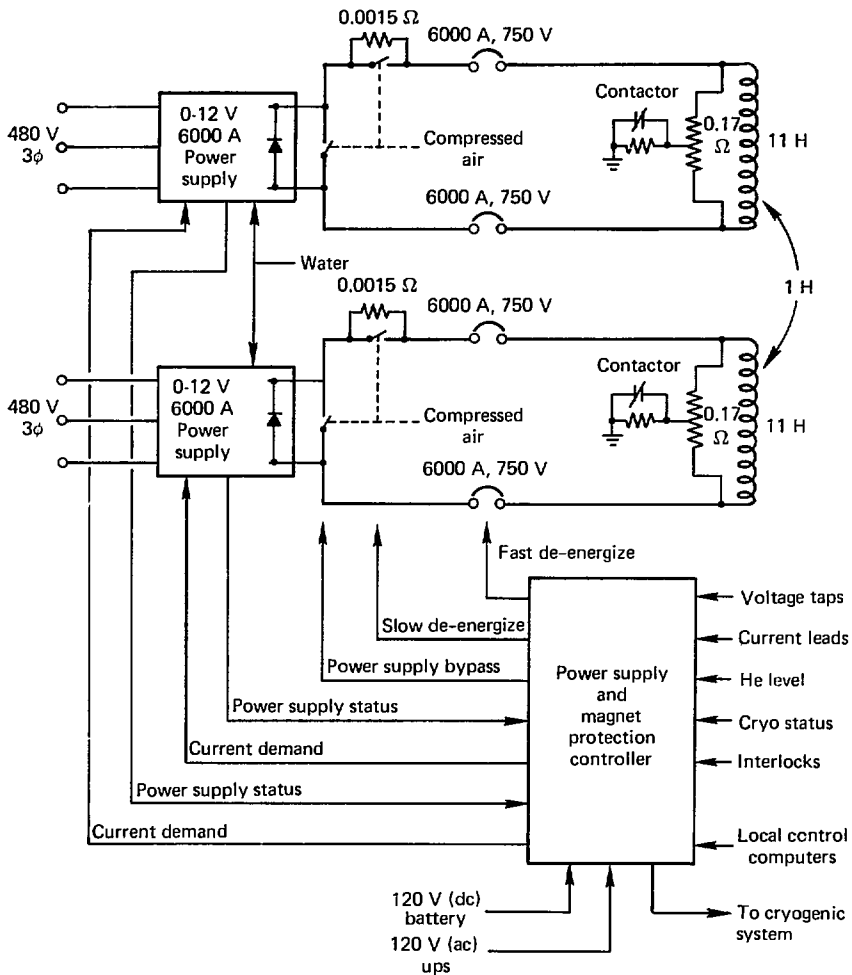 0.0015 Ω
6000 A, 750 V
Contactor
0-12 V
6000 A
Power
supply
480 V
3ϕ
0.17
Ω
11 H
Compressed
air
6000 A, 750 V
Water
1 H
0.0015 Ω
6000 A, 750 V
Contactor
0-12 V
6000 A
Power
supply
480 V
3ϕ
0.17
Ω
11 H
Compressed
air
6000 A, 750 V
Fast de-energize
Slow de-energize
Power supply bypass
Power supply status
Current demand
Power supply status
Current demand
Power supply
and
magnet
protection
controller
Voltage taps
Current leads
He level
Cryo status
Interlocks
Local control
computers
120 V (dc)
battery
120 V (ac)
ups
To cryogenic
system